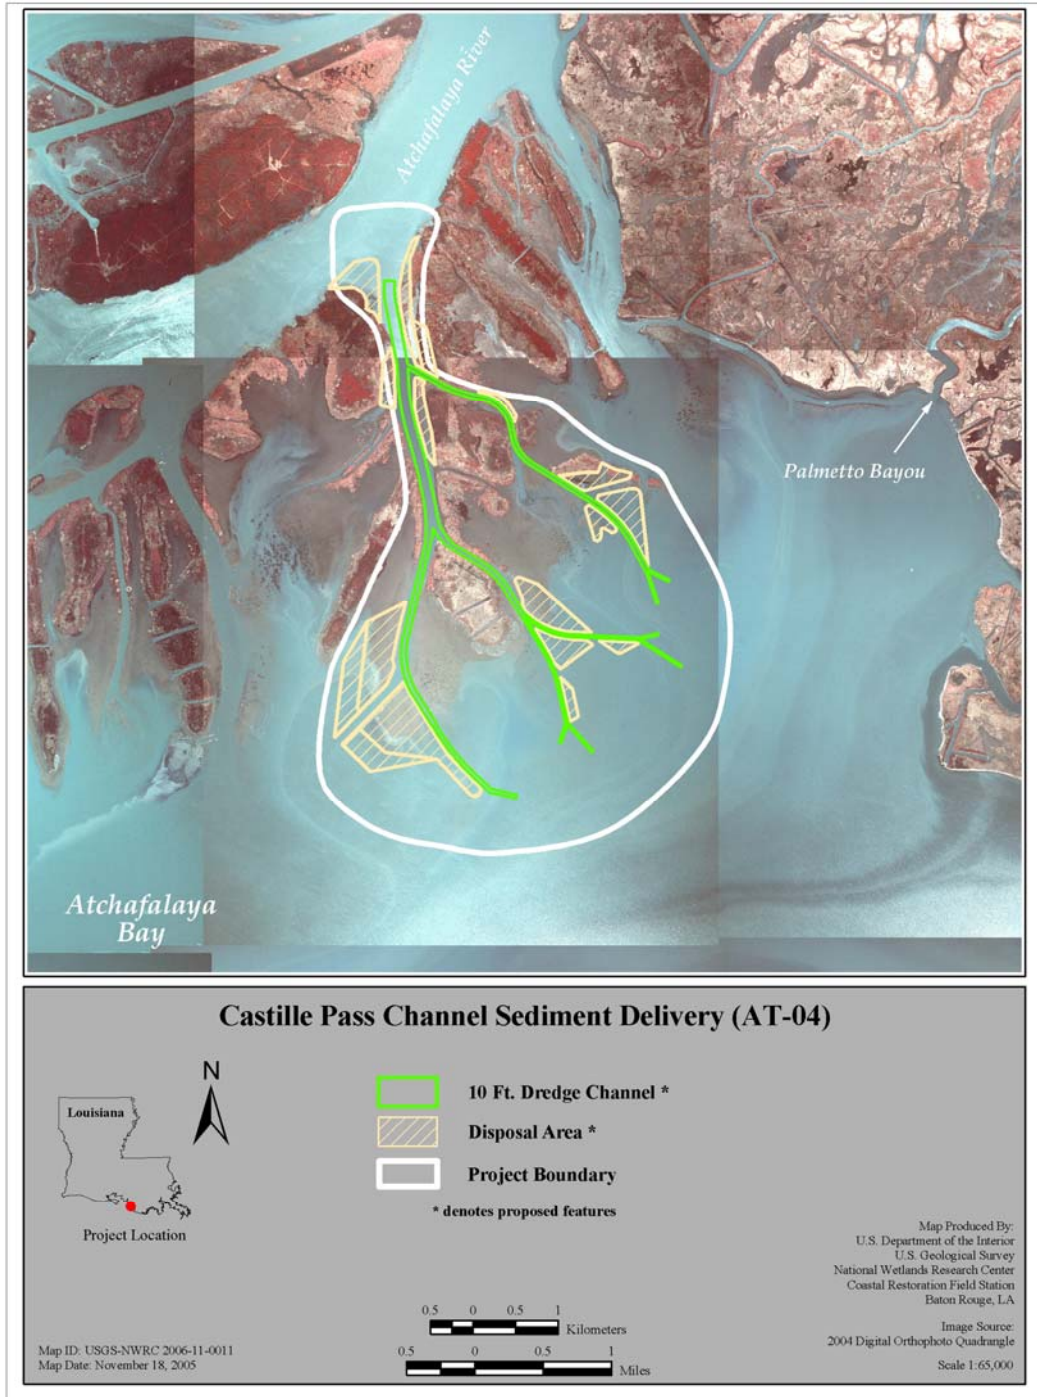 Atchafalaya River
Palmetto Bayou
Atchafalaya
Bay
Castille Pass Channel Sediment Delivery (AT-04)
N
Louisiana
Project Location
10 Ft. Dredge Channel *
Disposal Area *
Project Boundary
* denotes proposed features
Map Produced By:
U.S. Department of the Interior
U.S. Geological Survey
National Wetlands Research Center
Coastal Restoration Field Station
Baton Rouge, LA
Image Source:
2004 Digital Orthophoto Quadrangle
Scale 1:65,000
0.5 0 0.5 1
Kilometers
0.5 0 0.5 1
Miles
Map ID: USGS-NWRC 2006-11-0011
Map Date: November 18, 2005